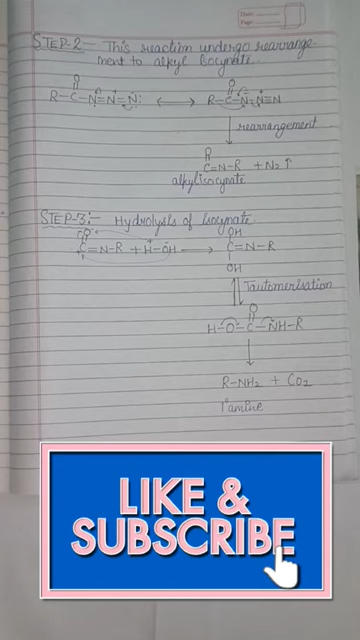 Date:
Page:
STEP-2 - This reaction undergo rearrange-
ment to alkyl Isocynate.
O
R-C-N-N≡N: ⟷ R-C-N-N≡N
rearrangement
O
C=N-R + N2↑
alkylisocynate
STEP-3:- Hydrolysis of Isocynate.
O OH
C=N-R + H-OH → C=N-R
OH
Tautomerisation
O
H-O-C-NH-R
R-NH2 + CO2
1° amine
LIKE &
SUBSCRIBE